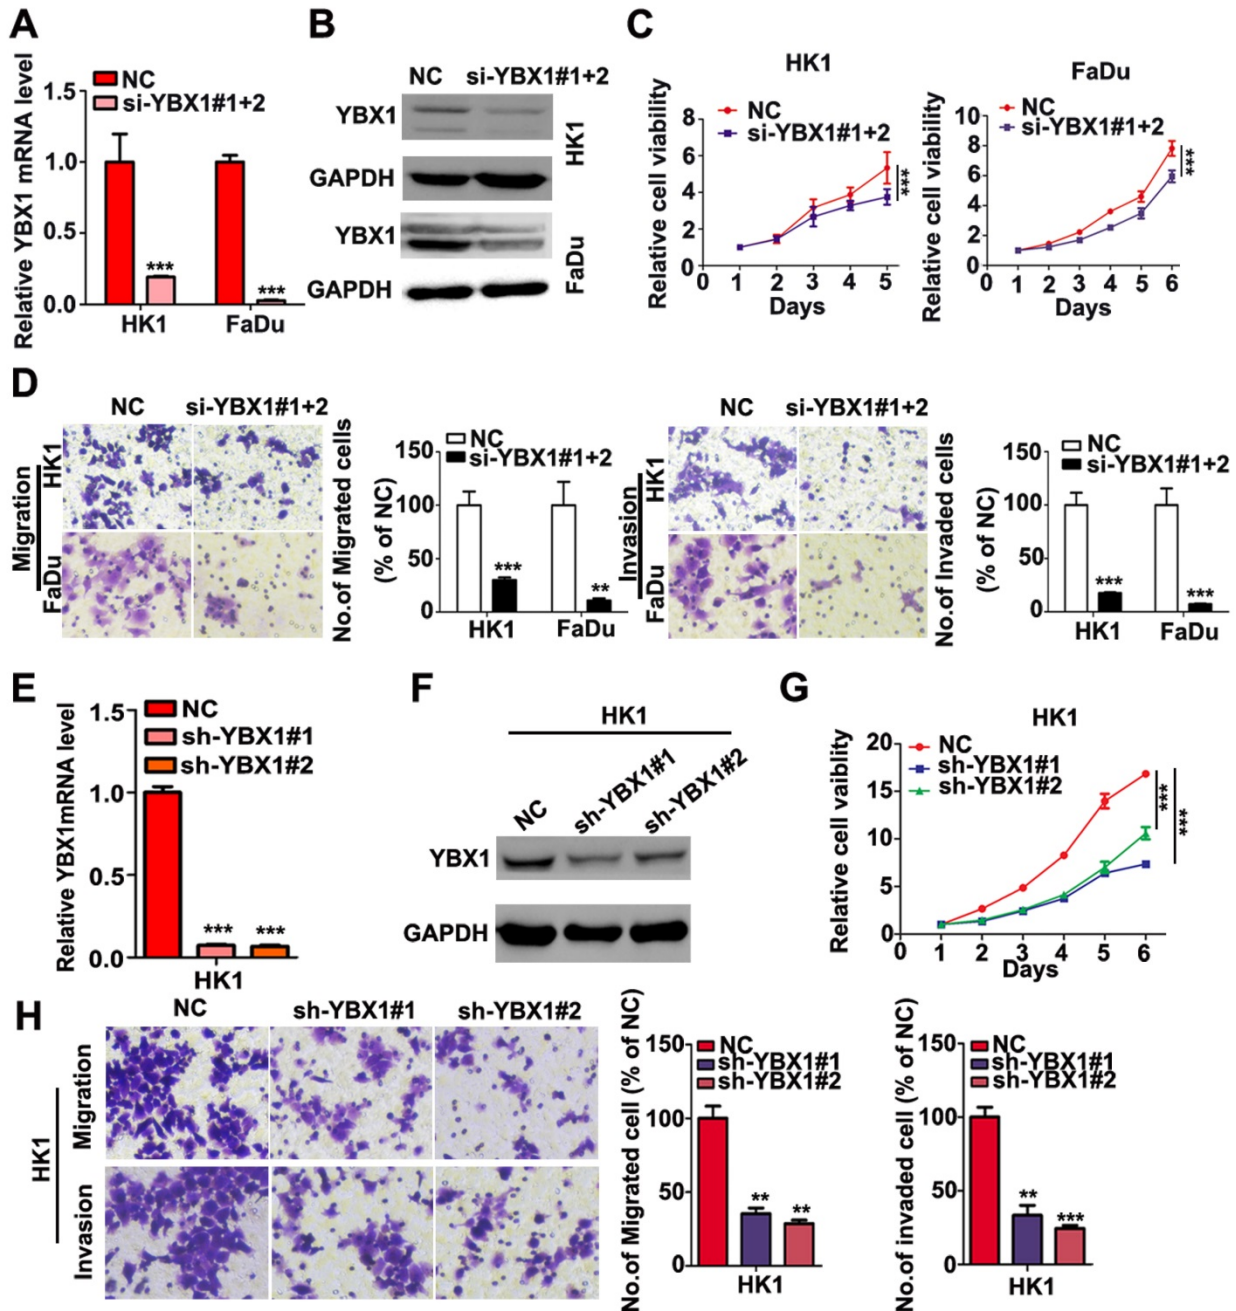 A
Relative YBX1 mRNA level
NC
si-YBX1#1+2
1.5
1.0
0.5
0.0
***
***
HK1
FaDu
B
NC
si-YBX1#1+2
YBX1
GAPDH
HK1
YBX1
GAPDH
FaDu
C
HK1
Relative cell viability
NC
si-YBX1#1+2
8
6
4
2
0
***
0
1
2
3
4
5
Days
FaDu
Relative cell viability
NC
si-YBX1#1+2
10
8
6
4
2
0
***
0
1
2
3
4
5
6
Days
D
NC
si-YBX1#1+2
Migration
HK1
FaDu
No.of Migrated cells
(% of NC)
NC
si-YBX1#1+2
150
100
50
0
***
**
HK1
FaDu
NC
si-YBX1#1+2
Invasion
HK1
FaDu
No.of Invaded cells
(% of NC)
NC
si-YBX1#1+2
150
100
50
0
***
***
HK1
FaDu
E
Relative YBX1mRNA level
NC
sh-YBX1#1
sh-YBX1#2
1.5
1.0
0.5
0.0
***
***
HK1
F
HK1
NC
sh-YBX1#1
sh-YBX1#2
YBX1
GAPDH
G
HK1
Relative cell vaiblity
NC
sh-YBX1#1
sh-YBX1#2
20
15
10
5
0
***
***
0
1
2
3
4
5
6
Days
H
NC
sh-YBX1#1
sh-YBX1#2
HK1
Migration
Invasion
No.of Migrated cell (% of NC)
NC
sh-YBX1#1
sh-YBX1#2
150
100
50
0
**
**
HK1
No.of invaded cell (% of NC)
NC
sh-YBX1#1
sh-YBX1#2
150
100
50
0
**
***
HK1